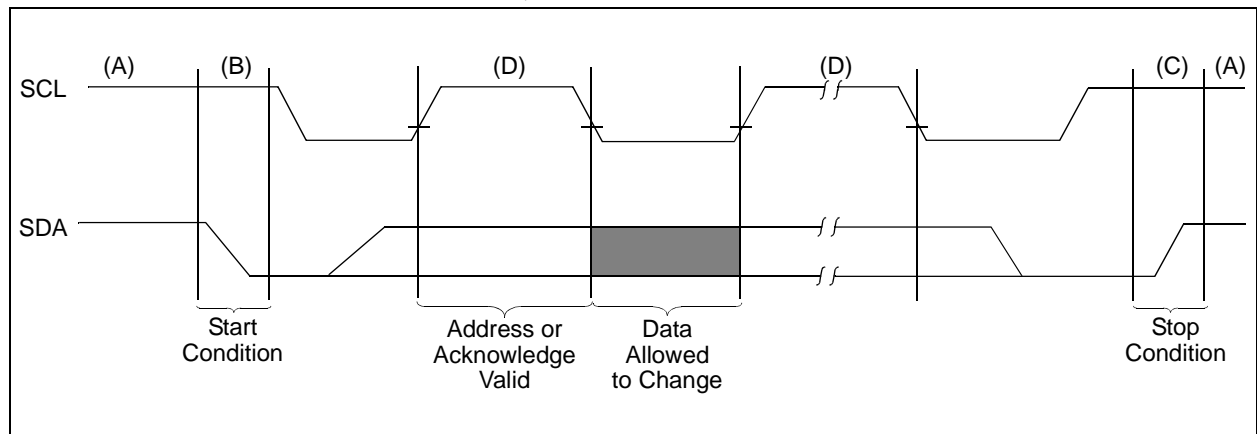 (A) (B) (D) (D) (C) (A)
SCL
SDA
Start
Condition
Address or
Acknowledge
Valid
Data
Allowed
to Change
Stop
Condition